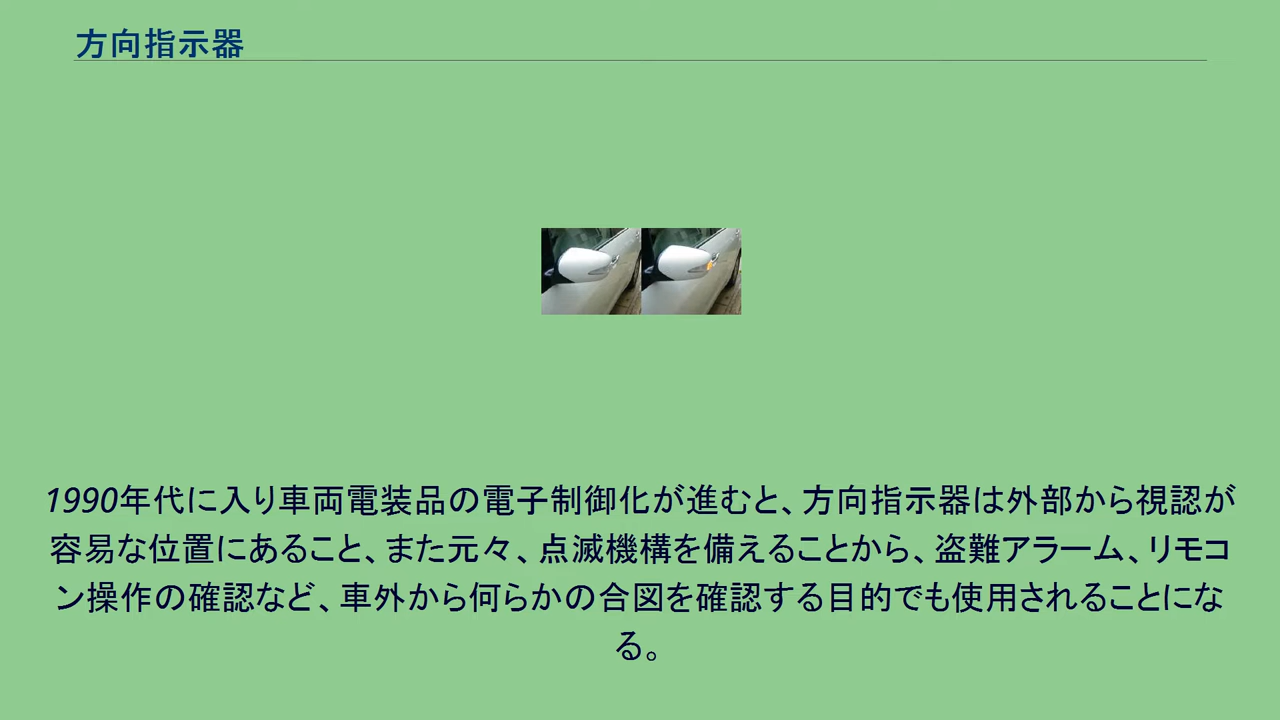 方向指示器
1990年代に入り車両電装品の電子制御化が進むと、方向指示器は外部から視認が
容易な位置にあること、また元々、点滅機構を備えることから、盗難アラーム、リモコ
ン操作の確認など、車外から何らかの合図を確認する目的でも使用されることにな
る。